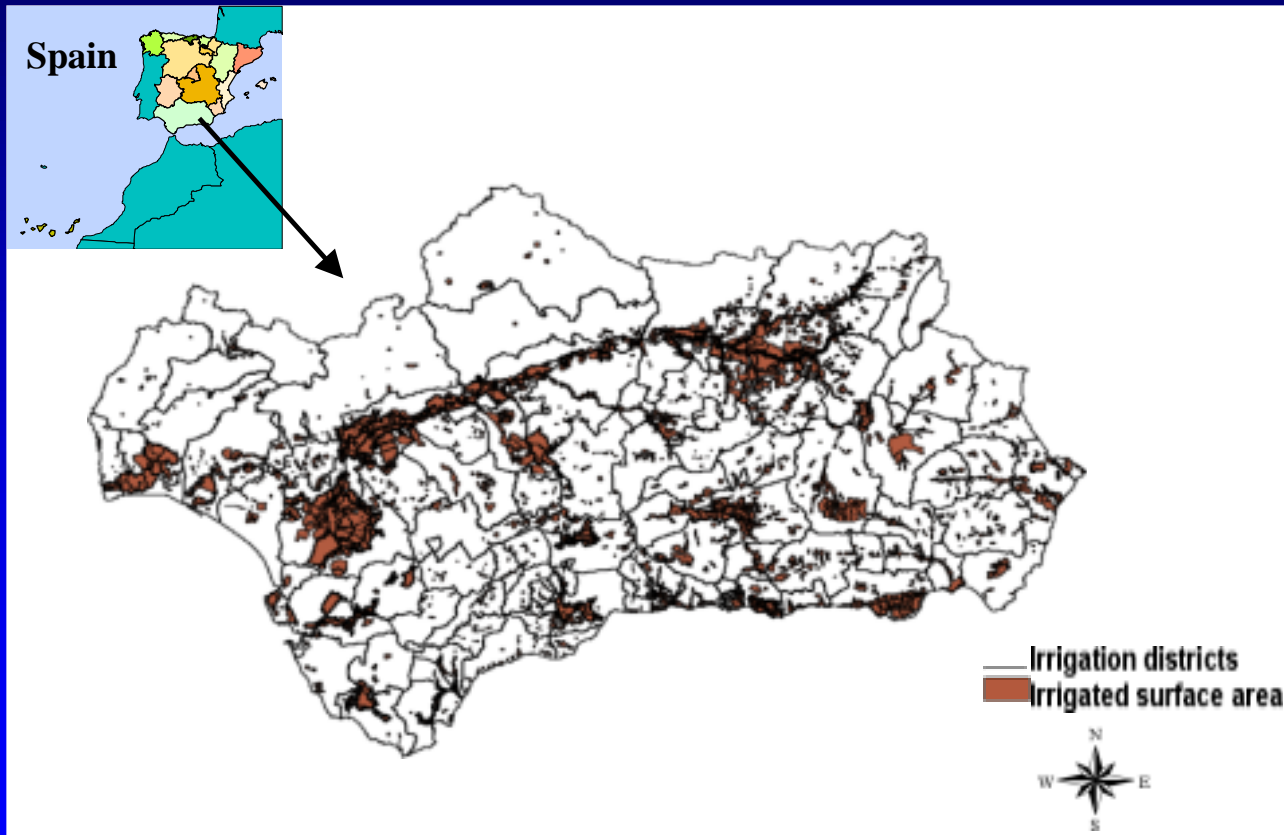 Spain
Irrigation districts
Irrigated surface area
N
W E
S